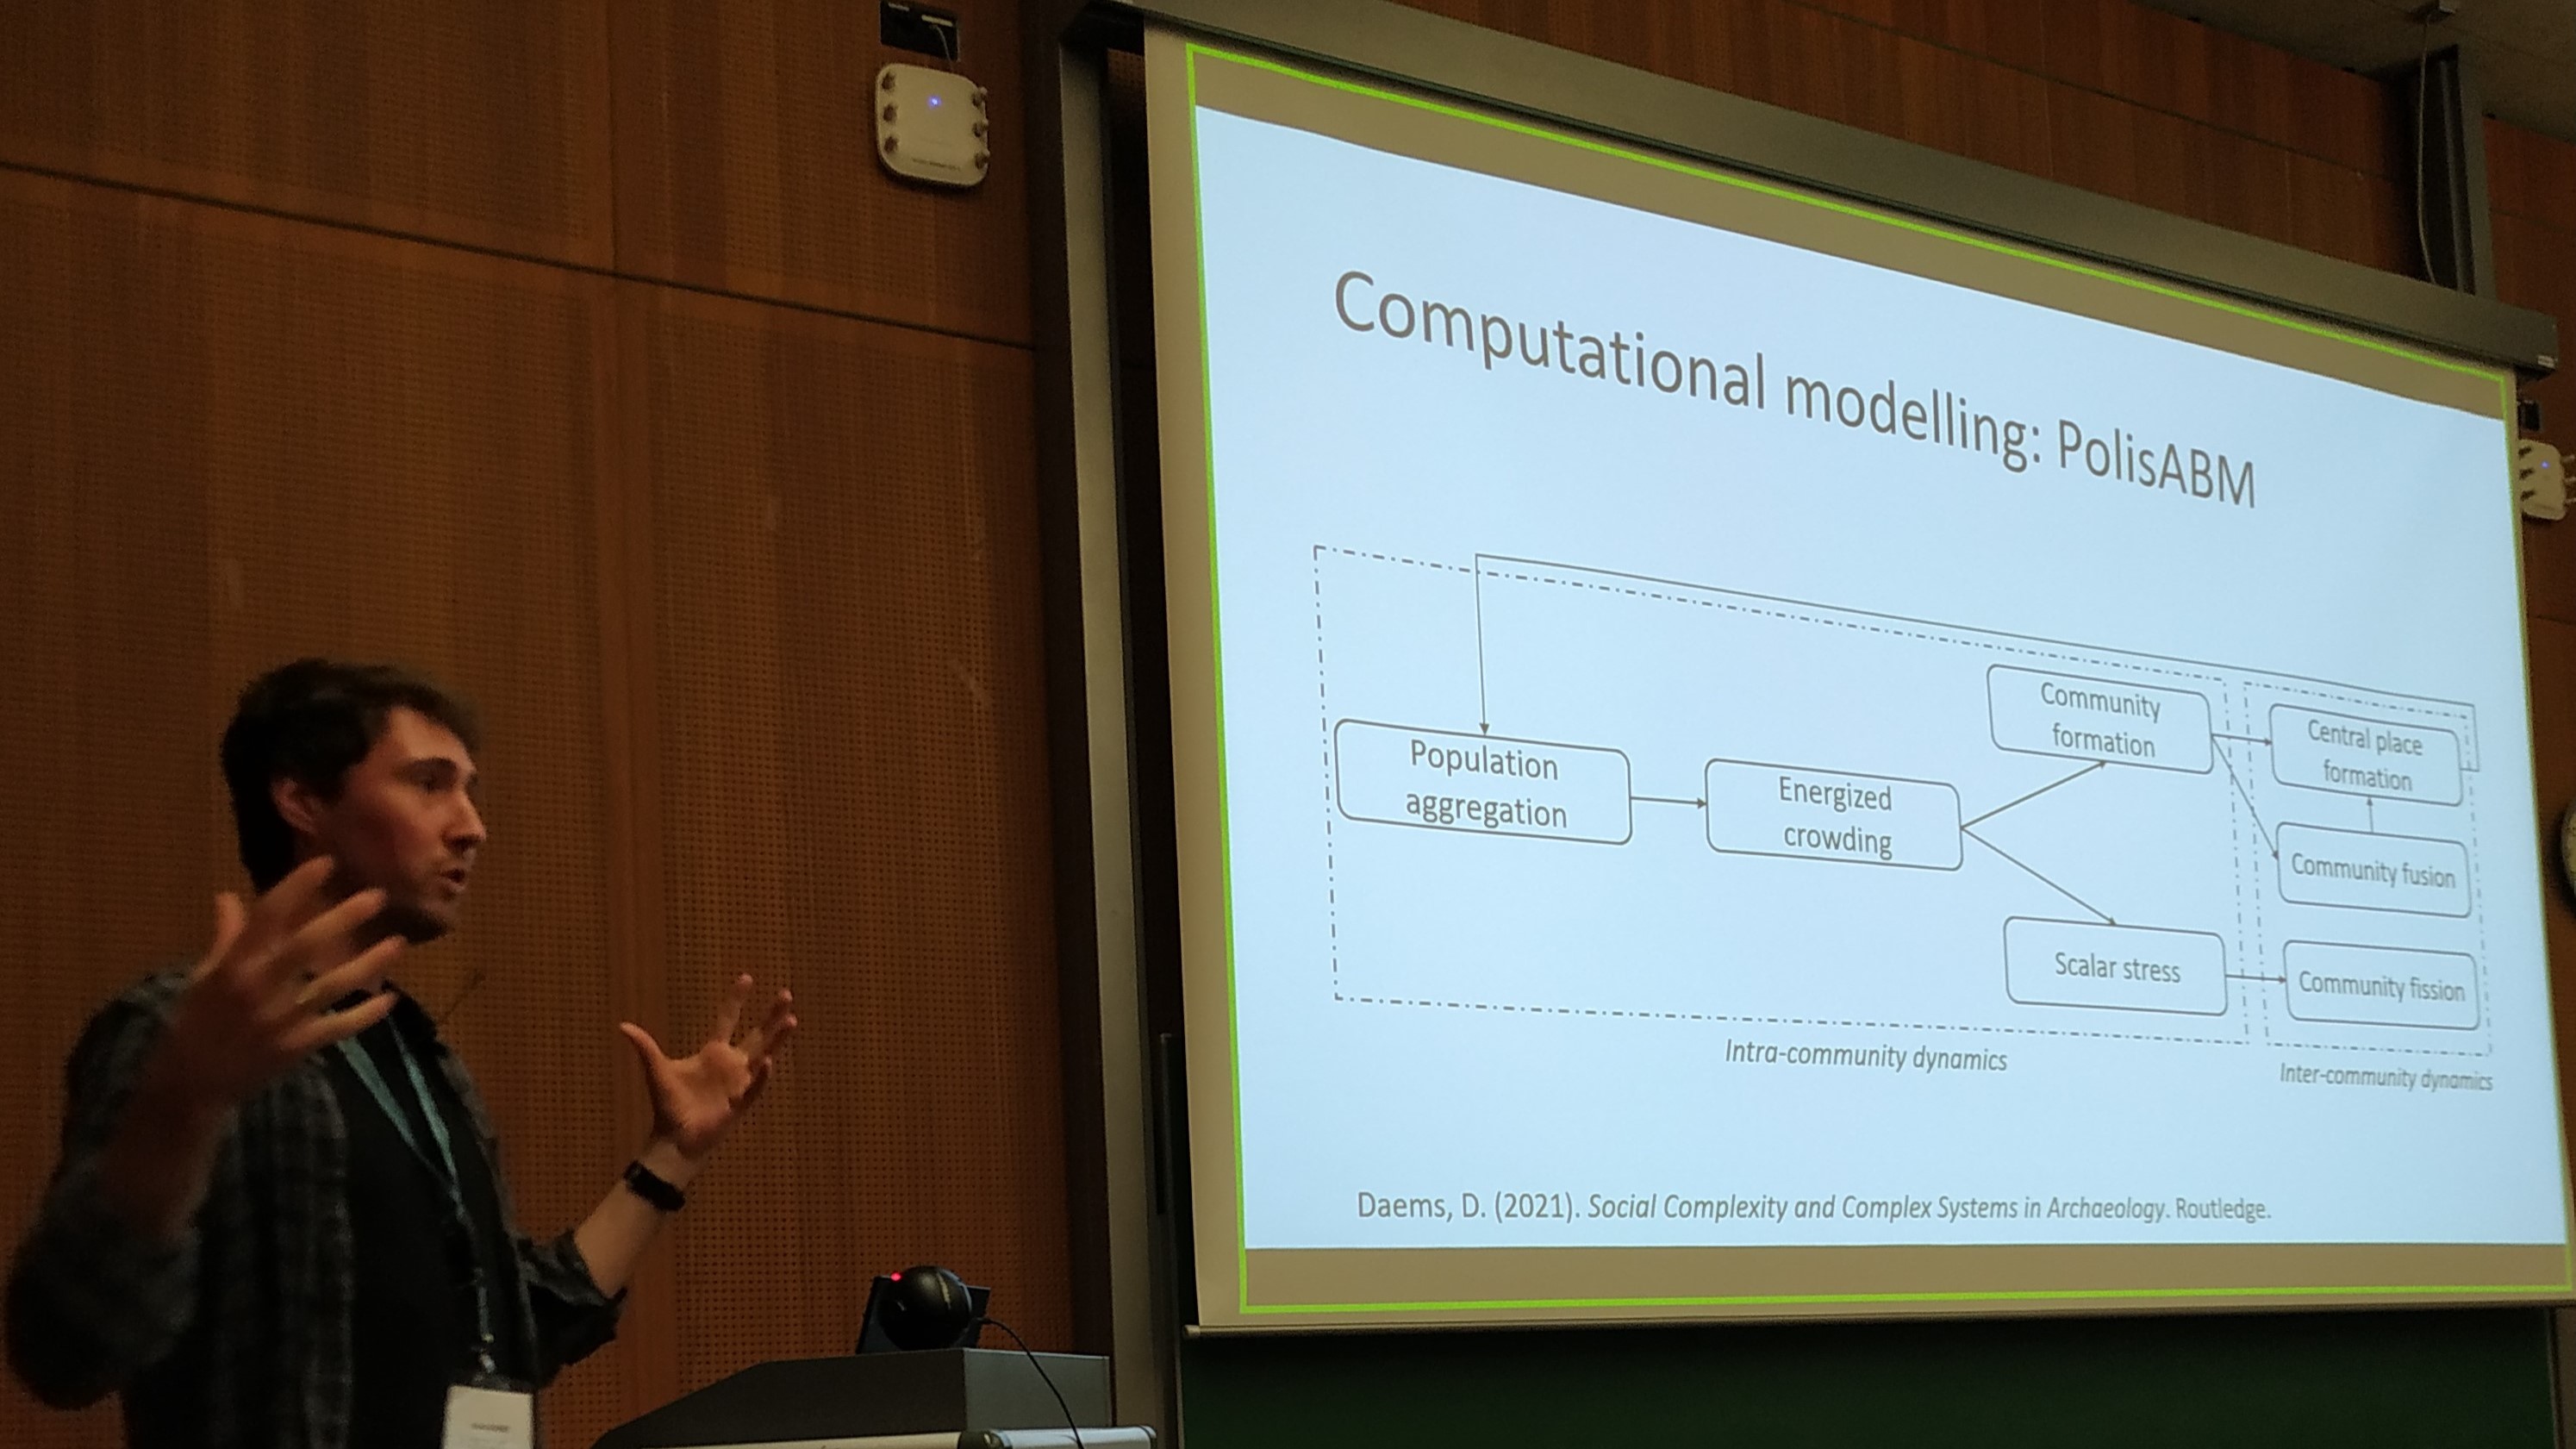 Computational modelling: PolisABM
Population
aggregation
Energized
crowding
Community
formation
Scalar stress
Central place
formation
Community fusion
Community fission
Intra-community dynamics
Inter-community dynamics
Daems, D. (2021). Social Complexity and Complex Systems in Archaeology. Routledge.